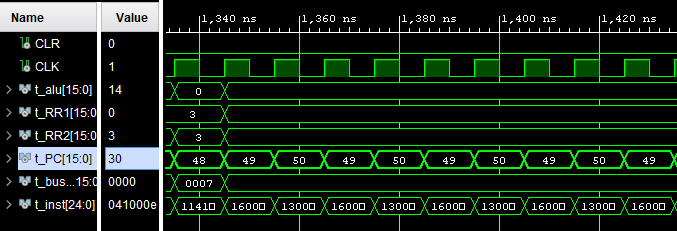 Name Value 1,340 ns 1,360 ns 1,380 ns 1,400 ns 1,420 ns
CLR 0
CLK 1
t_alu[15:0] 14 0
t_RR1[15:0] 0 3
t_RR2[15:0] 3 3
t_PC[15:0] 30 48 49 50 49 50 49 50 49 50 49
t_bus...15:0] 0000 0007
t_inst[24:0] 041000e 1141□ 1600□ 1300□ 1600□ 1300□ 1600□ 1300□ 1600□ 1300□ 1600□